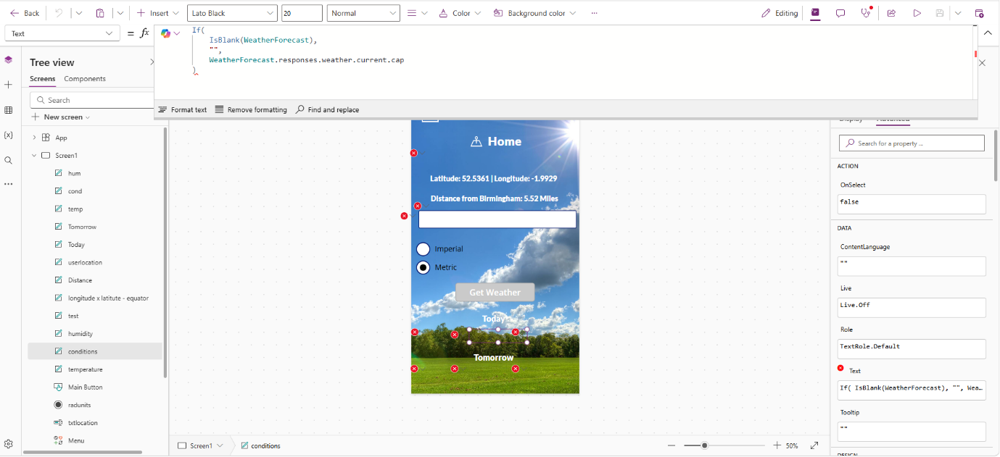 Back
Insert
Lato Black
20
Normal
Color
Background color
...
Editing
Text
= fx
If(
IsBlank(WeatherForecast),
"",
WeatherForecast.responses.weather.current.cap
)
Format text
Remove formatting
Find and replace
Tree view
Screens
Components
Search
New screen
App
Screen1
hum
cond
temp
Tomorrow
Today
userlocation
Distance
longitude x latitute - equator
test
humidity
conditions
temperature
Main Button
radunits
txtlocation
Menu
Home
Latitude: 52.5361 | Longitude: -1.9929
Distance from Birmingham: 5.52 Miles
Imperial
Metric
Get Weather
Today
Tomorrow
Screen1
conditions
50%
Display
Advanced
Search for a property ...
ACTION
OnSelect
false
DATA
ContentLanguage
""
Live
Live.Off
Role
TextRole.Default
Text
If( IsBlank(WeatherForecast), "", Wea…
Tooltip
""
DESIGN